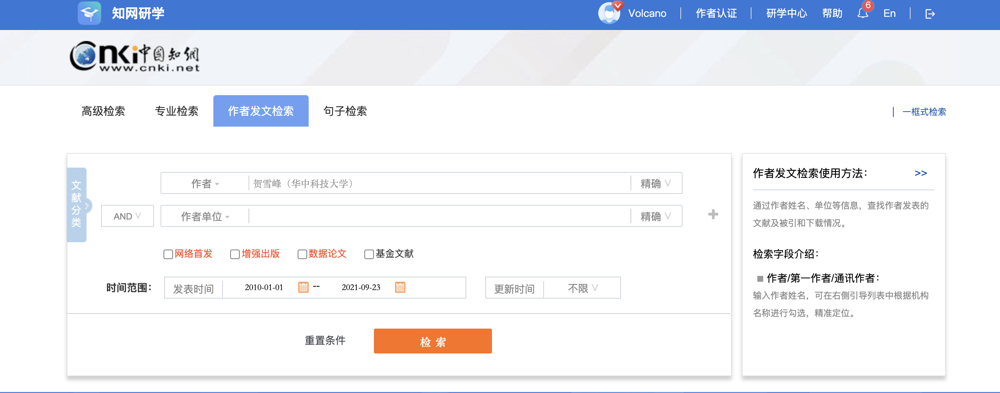 知网研学
Volcano
作者认证
研学中心
帮助
6
En
cnki中国知網
www.cnki.net
高级检索
专业检索
作者发文检索
句子检索
一框式检索
文献分类
作者
贺雪峰（华中科技大学）
精确
AND
作者单位
精确
网络首发
增强出版
数据论文
基金文献
时间范围：
发表时间
2010-01-01
--
2021-09-23
更新时间
不限
重置条件
检 索
作者发文检索使用方法：
>>
通过作者姓名、单位等信息，查找作者发表的
文献及被引和下载情况。
检索字段介绍：
作者/第一作者/通讯作者：
输入作者姓名，可在右侧引导列表中根据机构
名称进行勾选，精准定位。